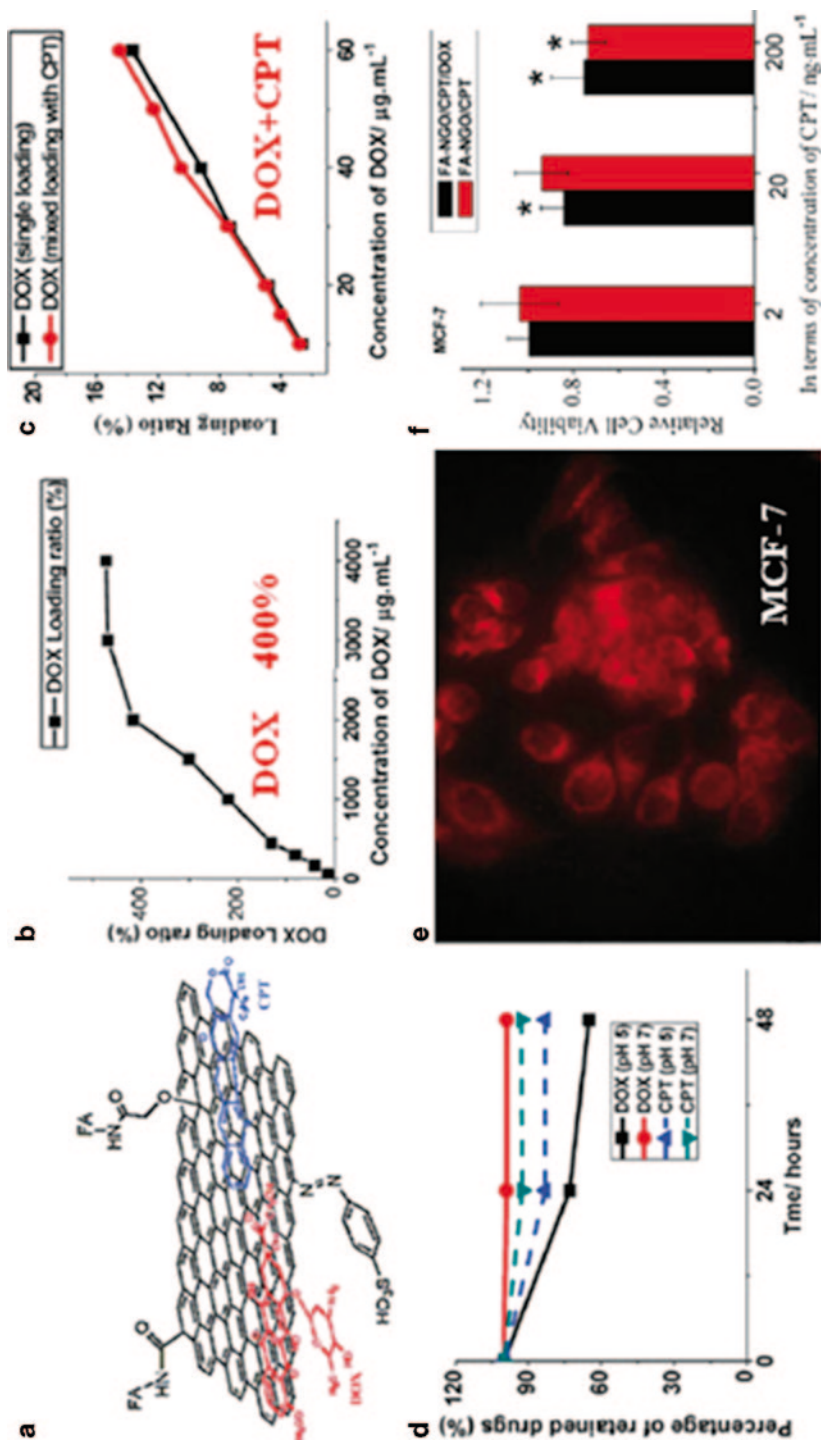 a
FA
HN
O
O
FA
HN
O
N
N
HO₃S
DOX
CPT
b
DOX Loading ratio (%)
DOX Loading ratio (%)
400
200
0
DOX 400%
0 1000 2000 3000 4000
Concentration of DOX/ µg.mL⁻¹
c
DOX (single loading)
DOX (mixed loading with CPT)
Loading Ratio (%)
20
16
12
8
4
DOX+CPT
20 40 60
Concentration of DOX/ µg.mL⁻¹
d
Percentage of retained drugs (%)
120
90
60
30
0
DOX (pH 5)
DOX (pH 7)
CPT (pH 5)
CPT (pH 7)
0 24 48
Tme/ hours
e
MCF-7
f
MCF-7
FA-NGO/CPT/DOX
FA-NGO/CPT
Relative Cell Viability
1.2
0.8
0.4
0.0
* * *
2 20 200
In terms of concentration of CPT/ ng·mL⁻¹